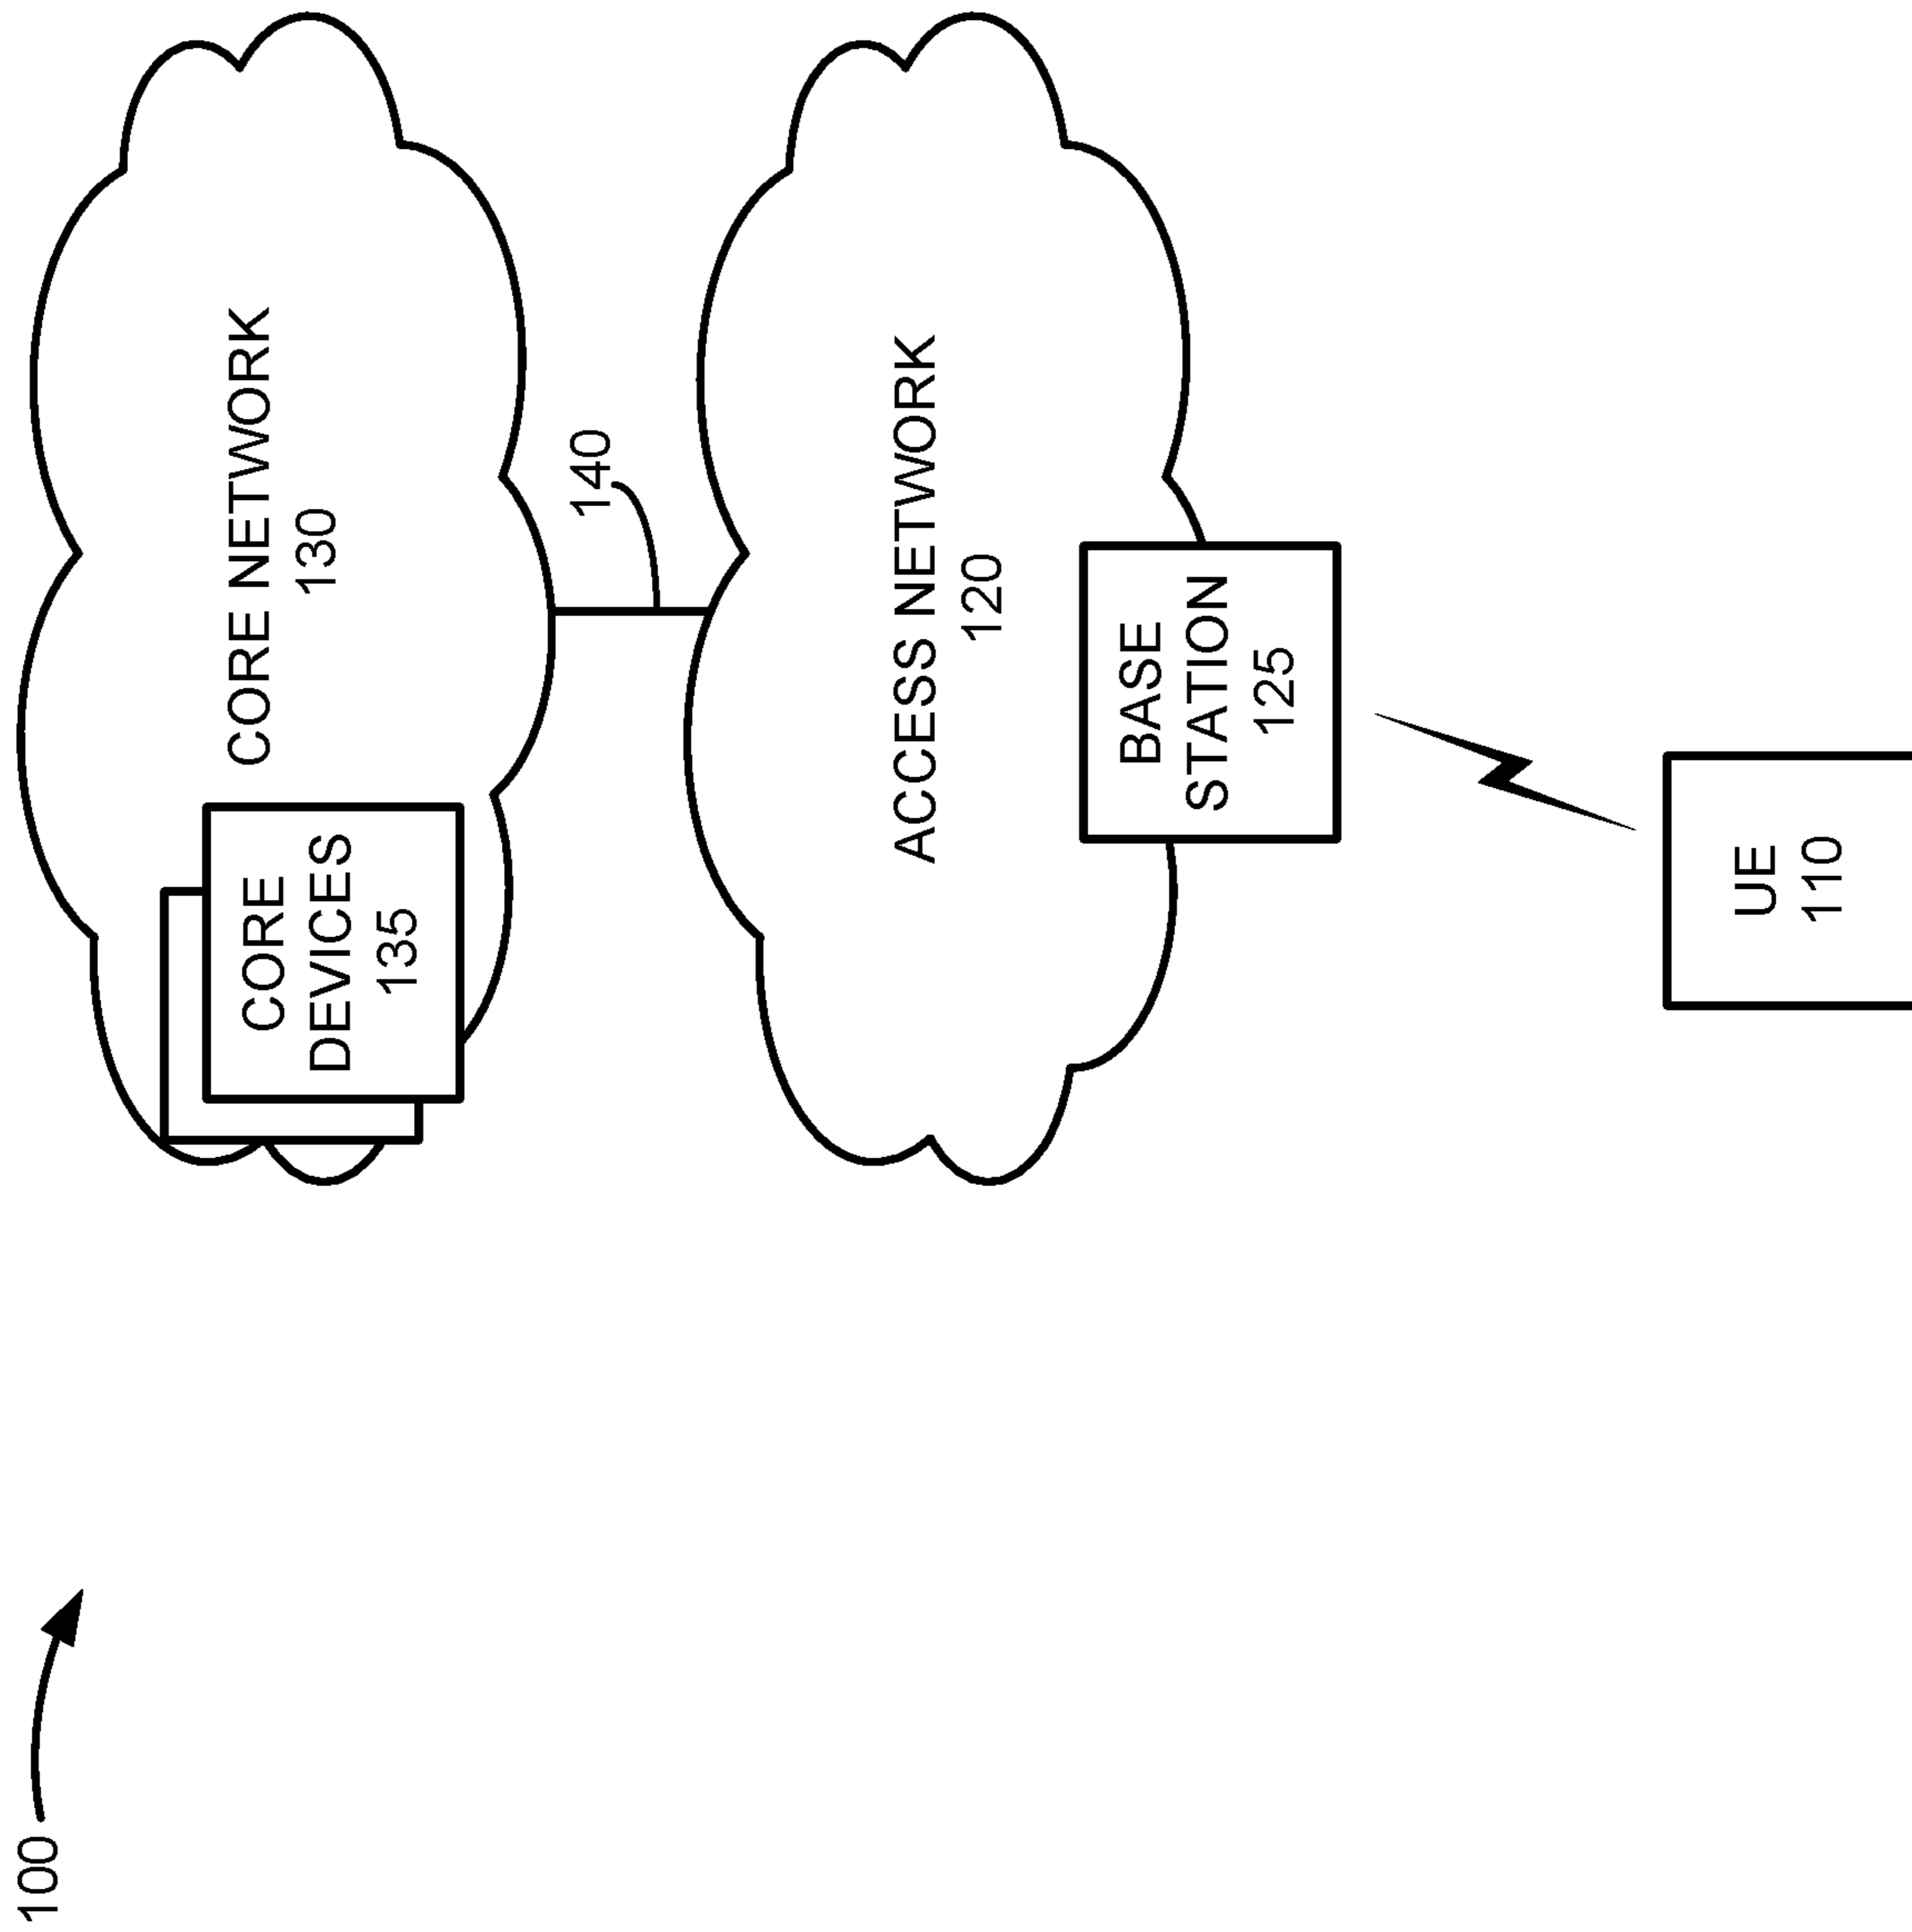 100
CORE NETWORK
130
CORE
DEVICES
135
140
ACCESS NETWORK
120
BASE
STATION
125
UE
110